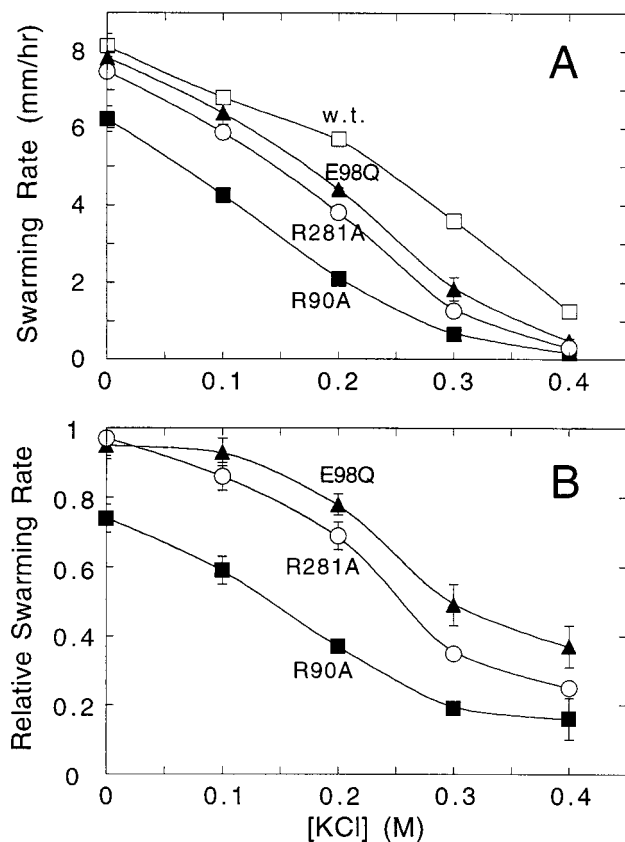 A
Swarming Rate (mm/hr)
8
6
4
2
0
w.t.
E98Q
R281A
R90A
0 0.1 0.2 0.3 0.4
B
Relative Swarming Rate
1
0.8
0.6
0.4
0.2
0
E98Q
R281A
R90A
0 0.1 0.2 0.3 0.4
[KCl] (M)